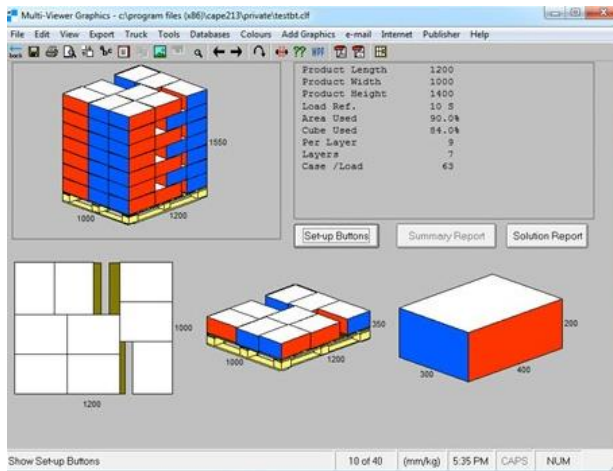 Multi-Viewer Graphics - c:\program files (x86)\cape213\private\testbt.clf
File Edit View Export Truck Tools Databases Colours Add Graphics e-mail Internet Publisher Help
back
Product Length 1200
Product Width 1000
Product Height 1400
Load Ref. 10 S
Area Used 90.0%
Cube Used 84.0%
Per Layer 9
Layers 7
Case /Load 63
1550
1000
1200
Set-up Buttons
Summary Report
Solution Report
1000
1200
350
1000
1200
200
300
400
Show Set-up Buttons
10 of 40
(mm/kg)
5:35 PM
CAPS
NUM